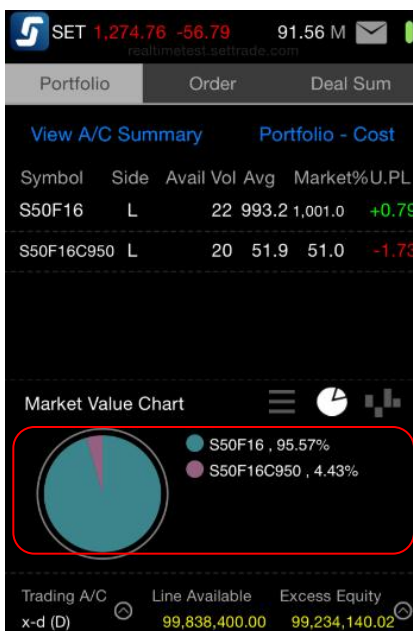 SET 1,274.76 -56.79 91.56 M
realtimetest.settrade.com
Portfolio Order Deal Sum
View A/C Summary Portfolio - Cost
Symbol Side Avail Vol Avg Market %U.PL
S50F16 L 22 993.2 1,001.0 +0.79
S50F16C950 L 20 51.9 51.0 -1.73
Market Value Chart
S50F16 , 95.57%
S50F16C950 , 4.43%
Trading A/C Line Available Excess Equity
x-d (D) 99,838,400.00 99,234,140.02